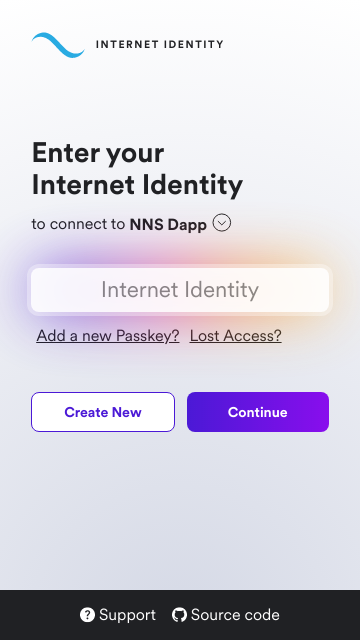 INTERNET IDENTITY
Enter your
Internet Identity
to connect to NNS Dapp
Internet Identity
Add a new Passkey? Lost Access?
Create New Continue
Support Source code